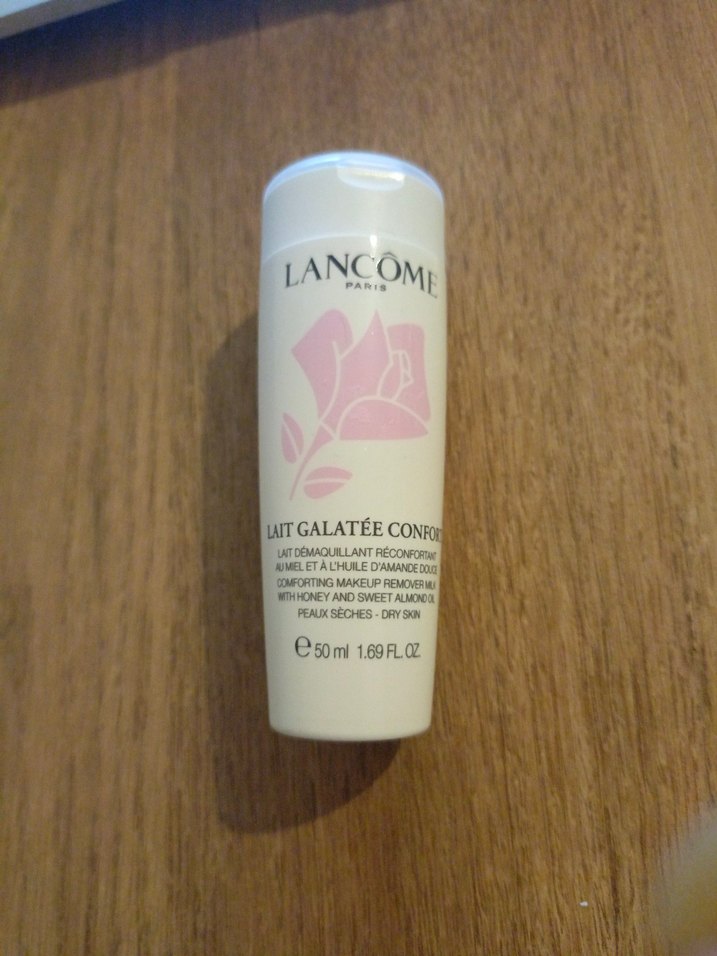 LANCÔME
PARIS
LAIT GALATÉE CONFORT
LAIT DÉMAQUILLANT RÉCONFORTANT
AU MIEL ET À L'HUILE D'AMANDE DOUCE
COMFORTING MAKEUP REMOVER MILK
WITH HONEY AND SWEET ALMOND OIL
PEAUX SÈCHES - DRY SKIN
e 50 ml 1.69 FL. OZ.